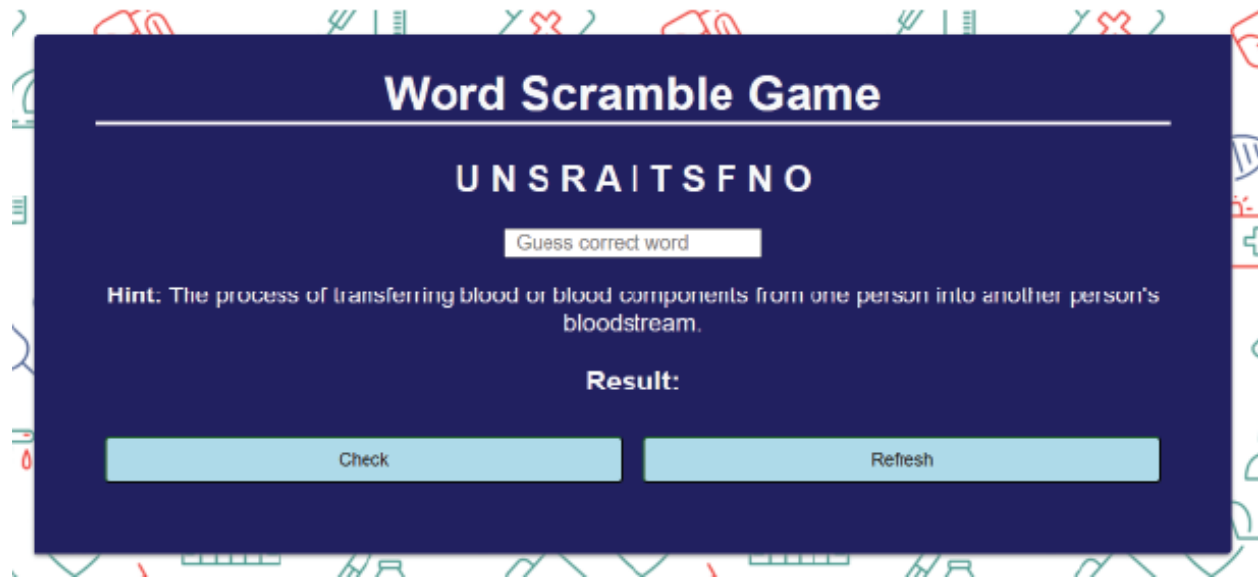 Word Scramble Game
U N S R A I T S F N O
Guess correct word
Hint: The process of transferring blood or blood components from one person into another person's
bloodstream.
Result:
Check
Refresh